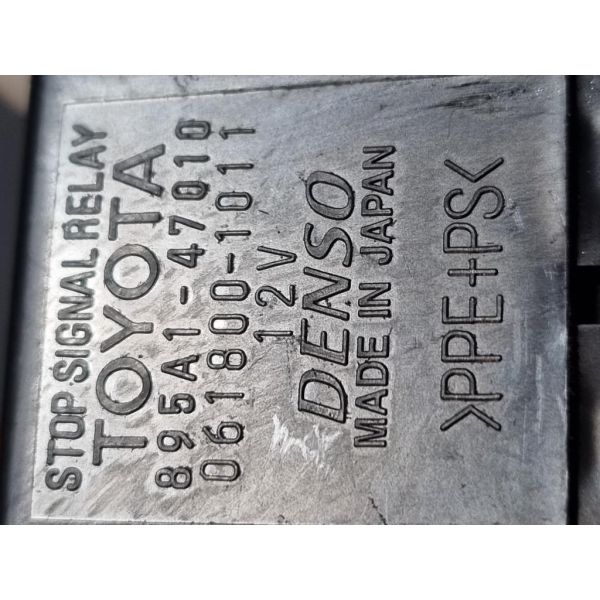 STOP SIGNAL RELAY
TOYOTA
895A1-47010
061800-1011
12V
DENSO
MADE IN JAPAN
>PPE+PS<